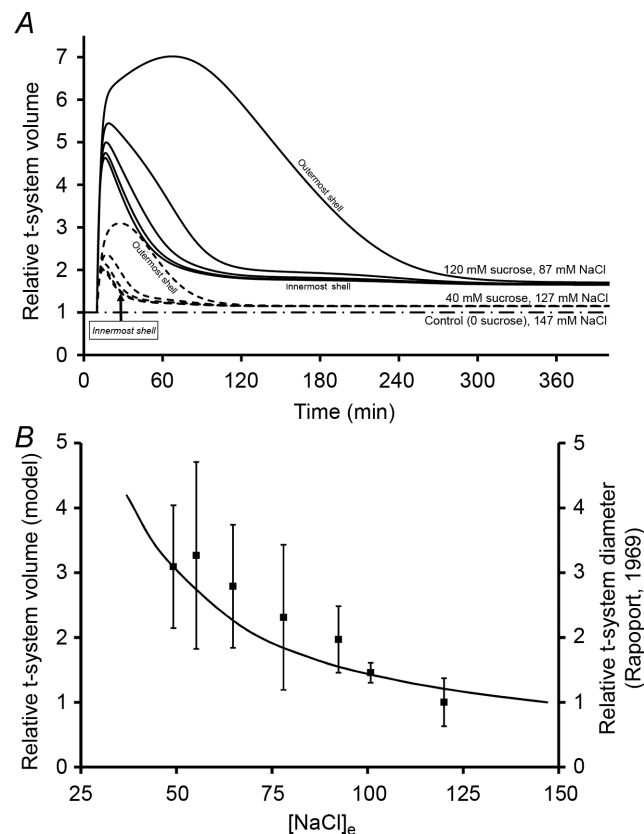 A
Relative t-system volume
7
6
5
4
3
2
1
0
Outermost shell
Outermost shell
Innermost shell
Innermost shell
120 mM sucrose, 87 mM NaCl
40 mM sucrose, 127 mM NaCl
Control (0 sucrose), 147 mM NaCl
0 60 120 180 240 300 360
Time (min)
B
Relative t-system volume (model)
5
4
3
2
1
0
5
4
3
2
1
0
Relative t-system diameter
(Rapoport, 1969)
25 50 75 100 125 150
[NaCl]e